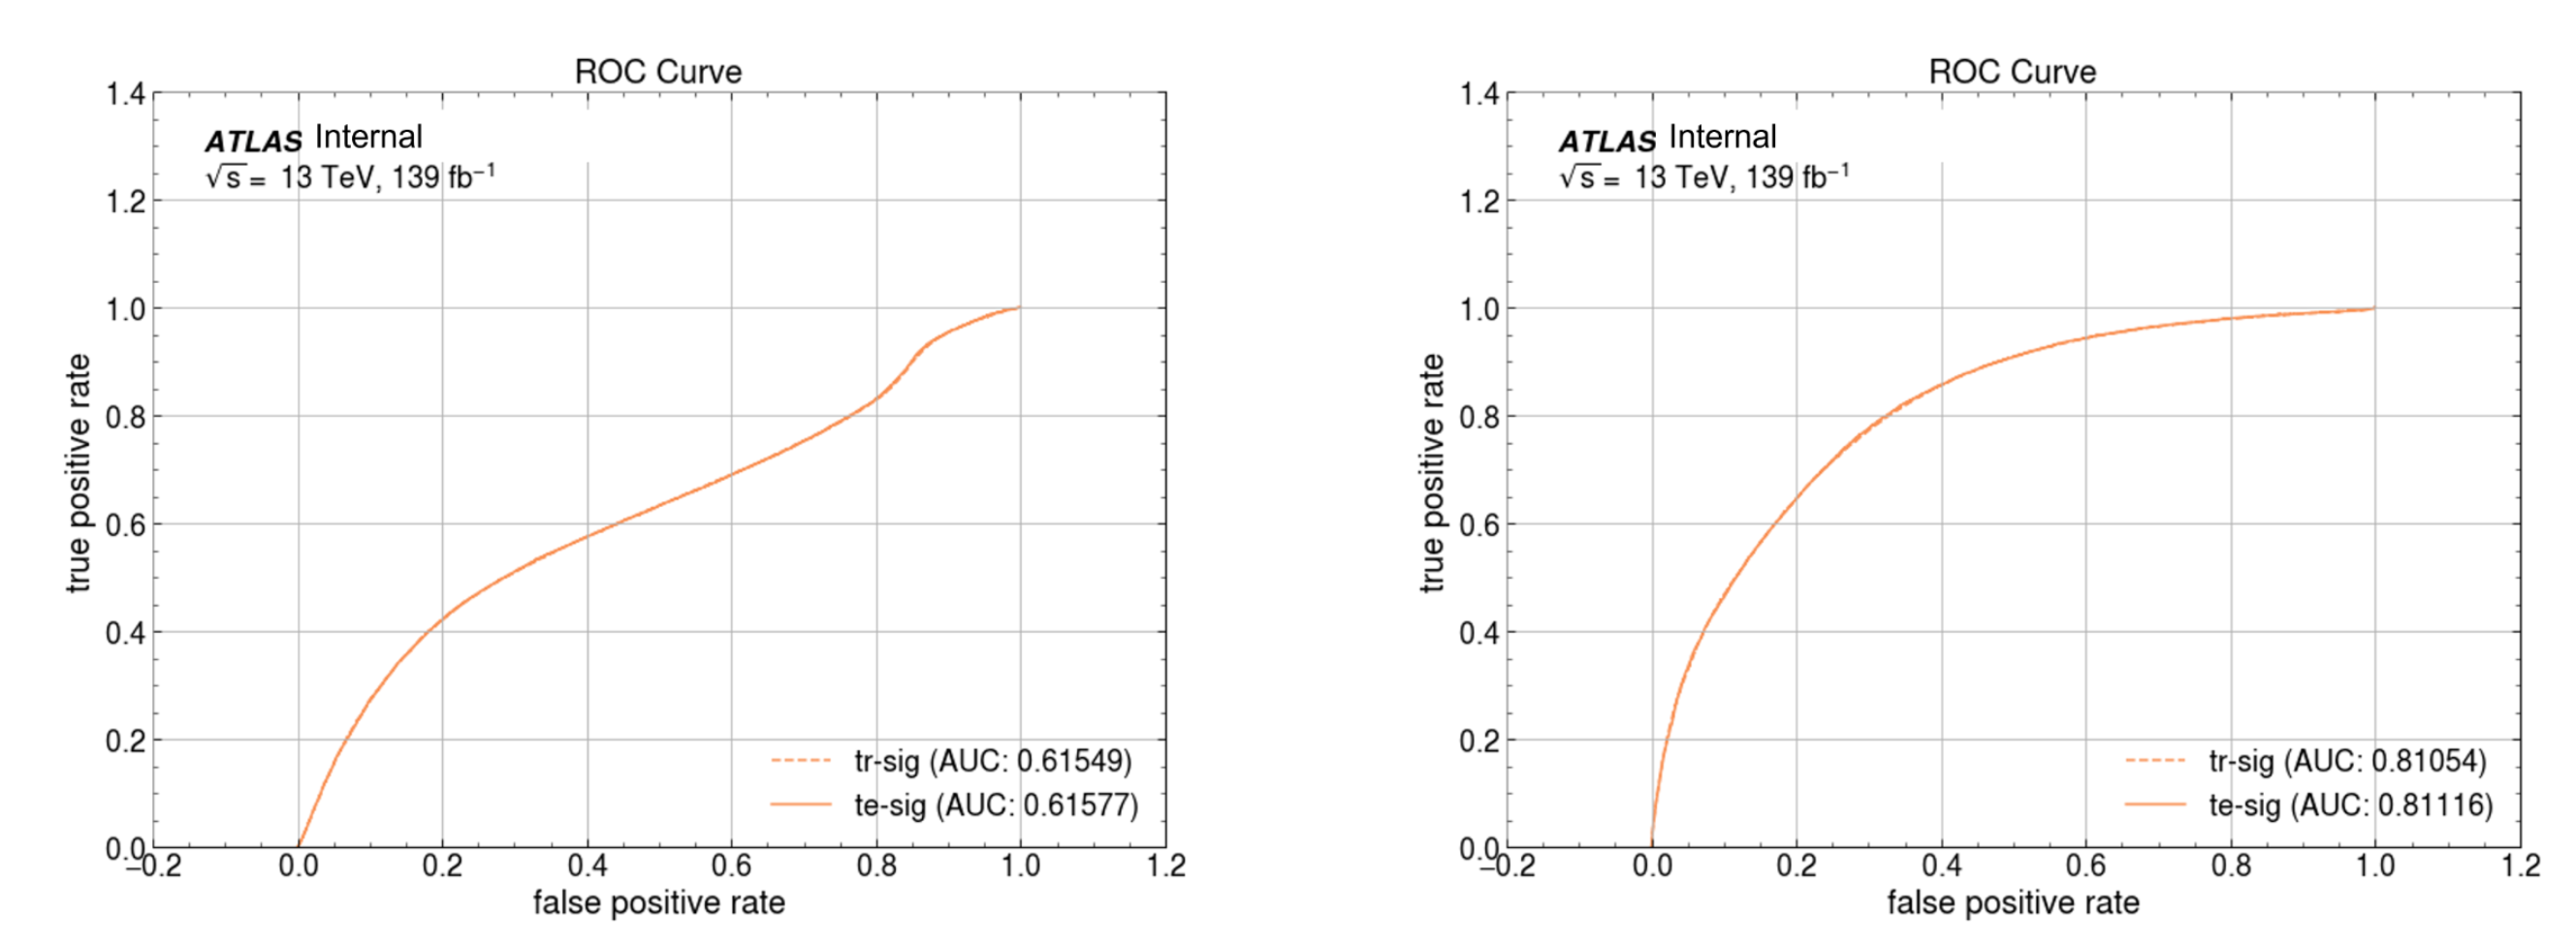 ROC Curve
1.4
1.2
1.0
0.8
0.6
0.4
0.2
0.0
ATLAS Internal
√s = 13 TeV, 139 fb⁻¹
true positive rate
tr-sig (AUC: 0.61549)
te-sig (AUC: 0.61577)
−0.2 0.0 0.2 0.4 0.6 0.8 1.0 1.2
false positive rate
ROC Curve
1.4
1.2
1.0
0.8
0.6
0.4
0.2
0.0
ATLAS Internal
√s = 13 TeV, 139 fb⁻¹
true positive rate
tr-sig (AUC: 0.81054)
te-sig (AUC: 0.81116)
−0.2 0.0 0.2 0.4 0.6 0.8 1.0 1.2
false positive rate